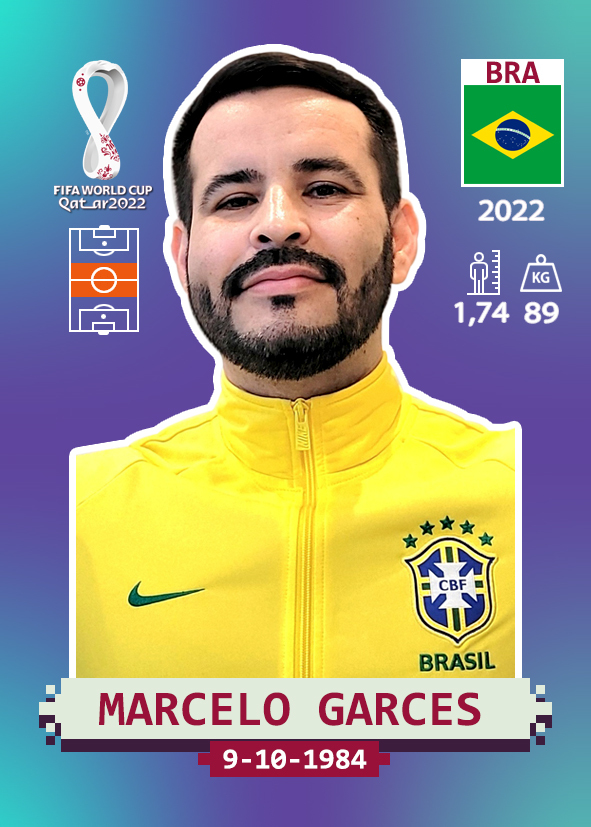 FIFA WORLD CUP
Qatar2022
BRA
2022
KG
1,74 89
CBF
BRASIL
MARCELO GARCES
9-10-1984